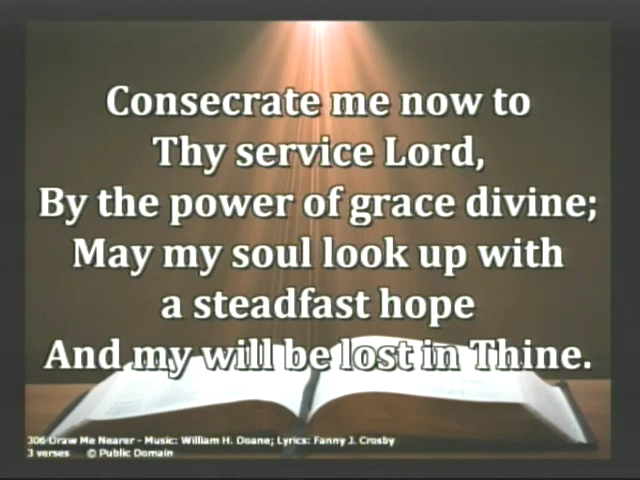 Consecrate me now to
Thy service Lord,
By the power of grace divine;
May my soul look up with
a steadfast hope
And my will be lost in Thine.
306 Draw Me Nearer - Music: William H. Doane; Lyrics: Fanny J. Crosby
3 verses © Public Domain